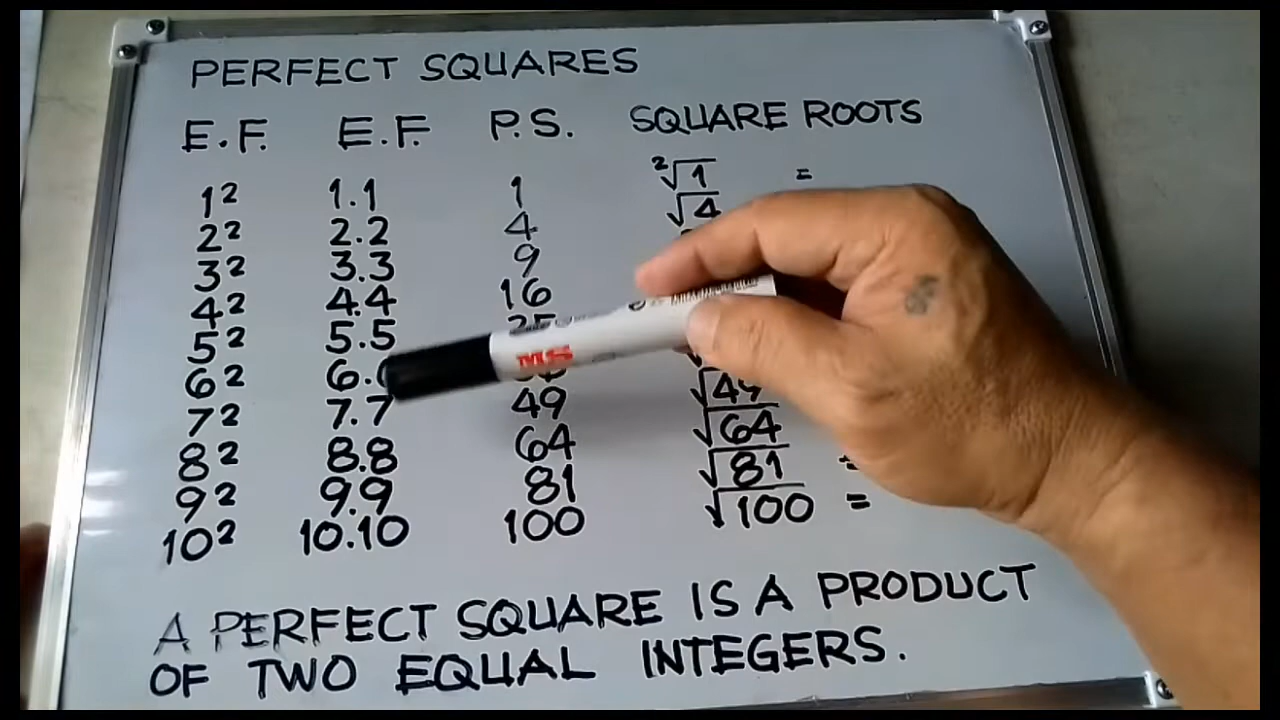 PERFECT SQUARES
E.F. E.F. P.S. SQUARE ROOTS
1² 1.1 1 ²√1 =
2² 2.2 4 √4
3² 3.3 9
4² 4.4 16
5² 5.5
6²
7² 7.7 49 √49
8² 8.8 64 √64
9² 9.9 81 √81 =
10² 10.10 100 √100 =
A PERFECT SQUARE IS A PRODUCT
OF TWO EQUAL INTEGERS.
MS